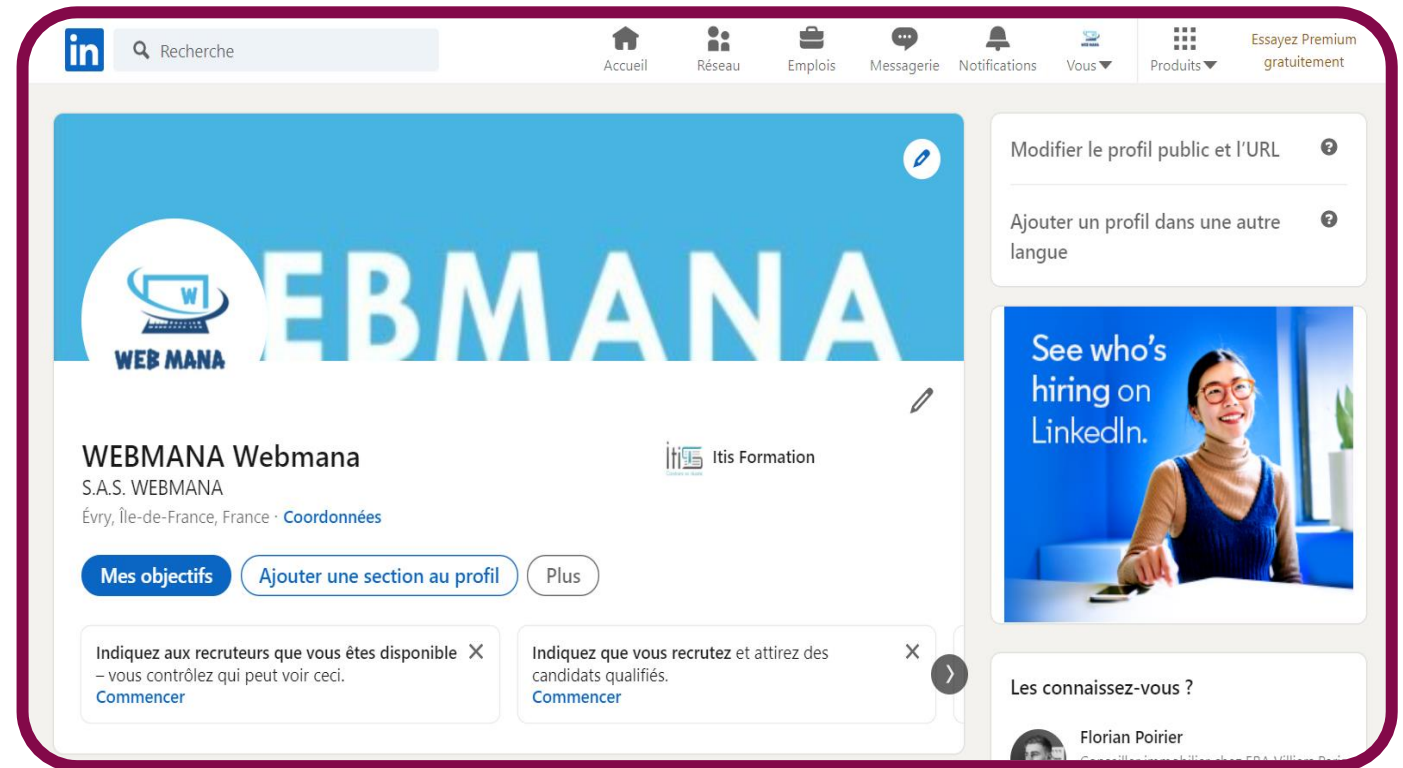 in
Recherche
Accueil
Réseau
Emplois
Messagerie
Notifications
Vous
Produits
Essayez Premium
gratuitement
EBMANA
W
WEB MANA
WEBMANA Webmana
S.A.S. WEBMANA
Évry, Île-de-France, France · Coordonnées
itis Itis Formation
Mes objectifs
Ajouter une section au profil
Plus
Indiquez aux recruteurs que vous êtes disponible
– vous contrôlez qui peut voir ceci.
Commencer
Indiquez que vous recrutez et attirez des
candidats qualifiés.
Commencer
Modifier le profil public et l’URL
Ajouter un profil dans une autre
langue
See who's
hiring on
LinkedIn.
Les connaissez-vous ?
Florian Poirier